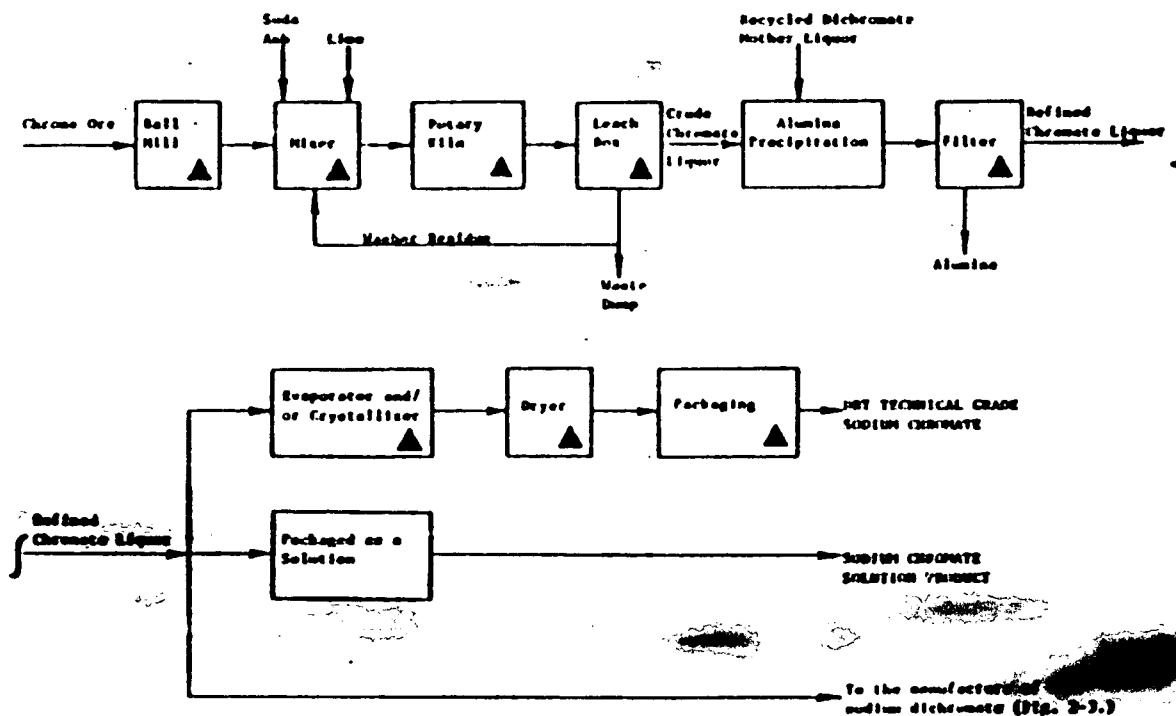 Soda
Ash
Lime
Recycled Dichromate
Mother Liquor
Chrome Ore
Ball
Mill
Mixer
Rotary
Kiln
Leach
Box
Crude
Chromate
Liquor
Alumina
Precipitation
Filter
Refined
Chromate Liquor
Washer Residue
Waste
Dump
Alumina
Evaporator and/
or Crystallizer
Dryer
Packaging
TECHNICAL GRADE
SODIUM CHROMATE
Refined
Chromate Liquor
Packaged as a
Solution
SODIUM CHROMATE
SOLUTION PRODUCT
To the manufacture of
sodium dichromate (Fig. 2-3.)